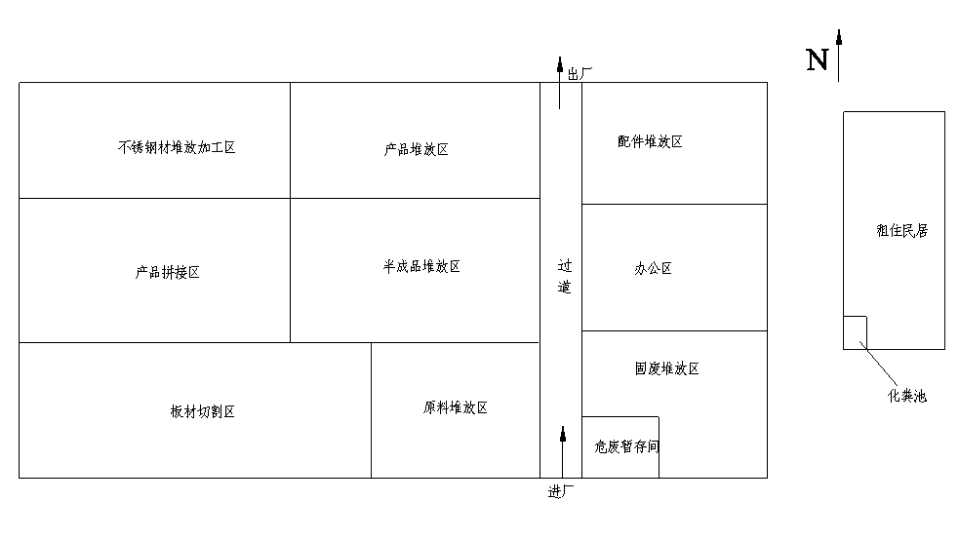 N
出厂
不锈钢材堆放加工区
产品堆放区
配件堆放区
租住民居
产品拼接区
半成品堆放区
过道
办公区
固废堆放区
化粪池
板材切割区
原料堆放区
危废暂存间
进厂